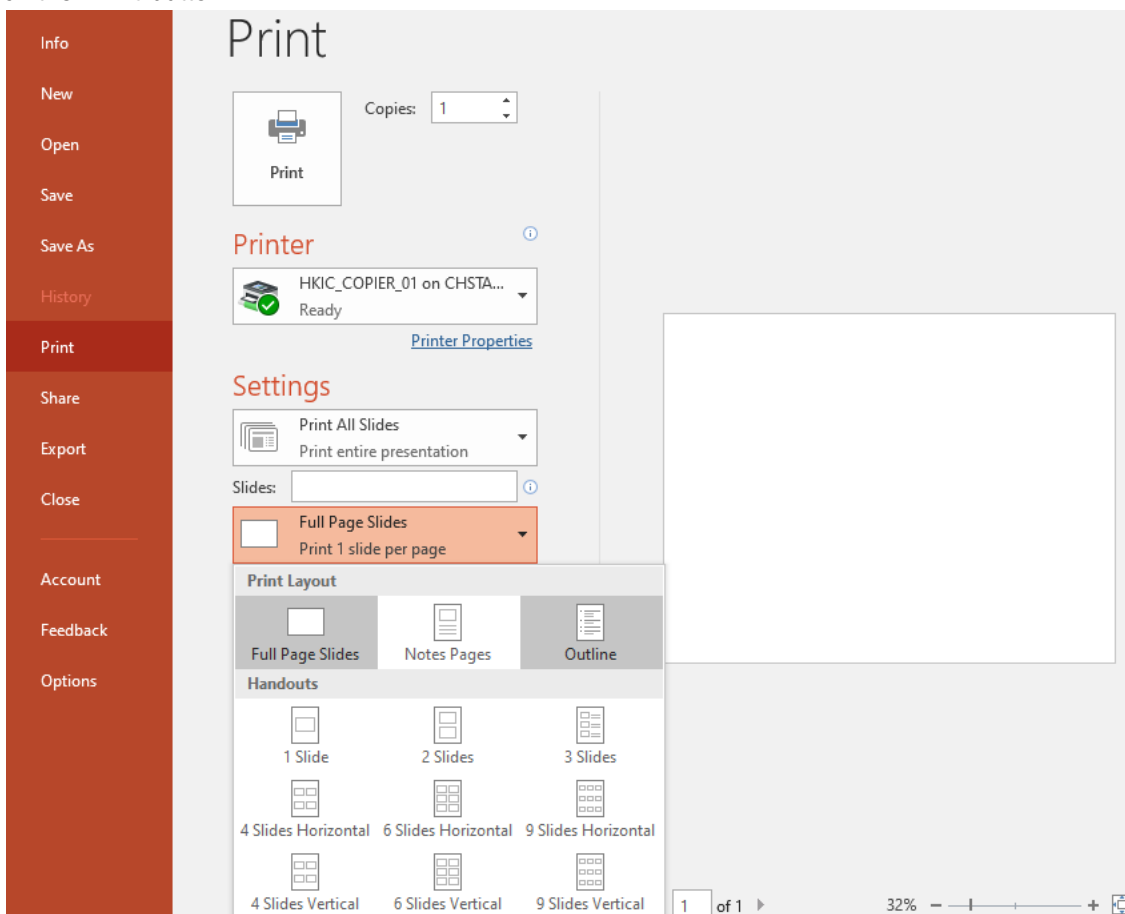 Info
New
Open
Save
Save As
History
Print
Share
Export
Close
Account
Feedback
Options
Print
Copies: 1
Print
Printer
HKIC_COPIER_01 on CHSTA...
Ready
Printer Properties
Settings
Print All Slides
Print entire presentation
Slides:
Full Page Slides
Print 1 slide per page
Print Layout
Full Page Slides Notes Pages Outline
Handouts
1 Slide 2 Slides 3 Slides
4 Slides Horizontal 6 Slides Horizontal 9 Slides Horizontal
4 Slides Vertical 6 Slides Vertical 9 Slides Vertical
1 of 1
32%